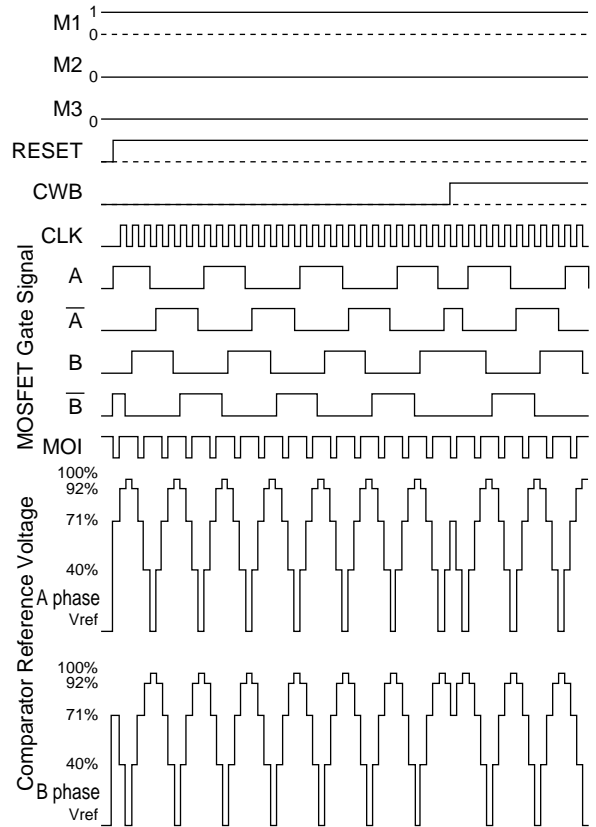 M1
1
0
M2
0
M3
0
RESET
CWB
CLK
MOSFET Gate Signal
A
A̅
B
B̅
MOI
Comparator Reference Voltage
100%
92%
71%
40%
A phase
Vref
100%
92%
71%
40%
B phase
Vref